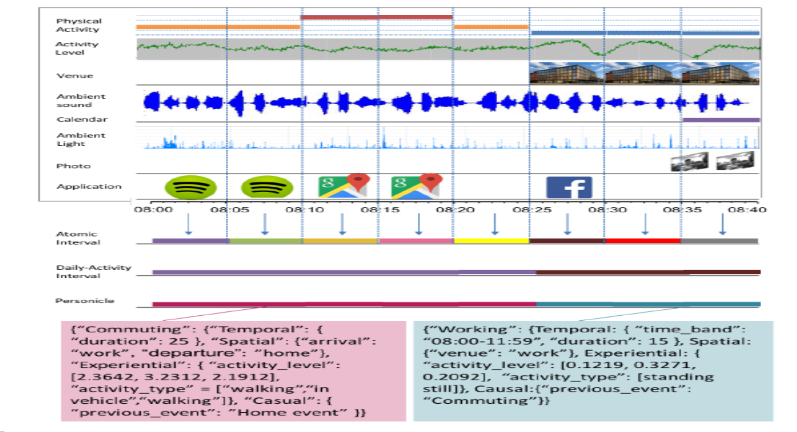 Physical
Activity
Activity
Level
Venue
Ambient
sound
Calendar
Ambient
Light
Photo
Application
08:00 08:05 08:10 08:15 08:20 08:25 08:30 08:35 08:40
Atomic
Interval
Daily-Activity
Interval
Personicle
{“Commuting”: {“Temporal”: {
“duration”: 25 }, “Spatial”: {“arrival”:
“work”, “departure”: “home”},
“Experiential”: { “activity_level”:
[2.3642, 3.2312, 2.1912],
“activity_type” = [“walking”,“in
vehicle”,“walking”]}, “Casual”: {
“previous_event”: “Home event” }}
{“Working”: {Temporal: { “time_band”:
“08:00-11:59”, “duration”: 15 }, Spatial:
{“venue”: “work”}, Experiential: {
“activity_level”: [0.1219, 0.3271,
0.2092], “activity_type”: [standing
still]}, Causal:{“previous_event”:
“Commuting”}}